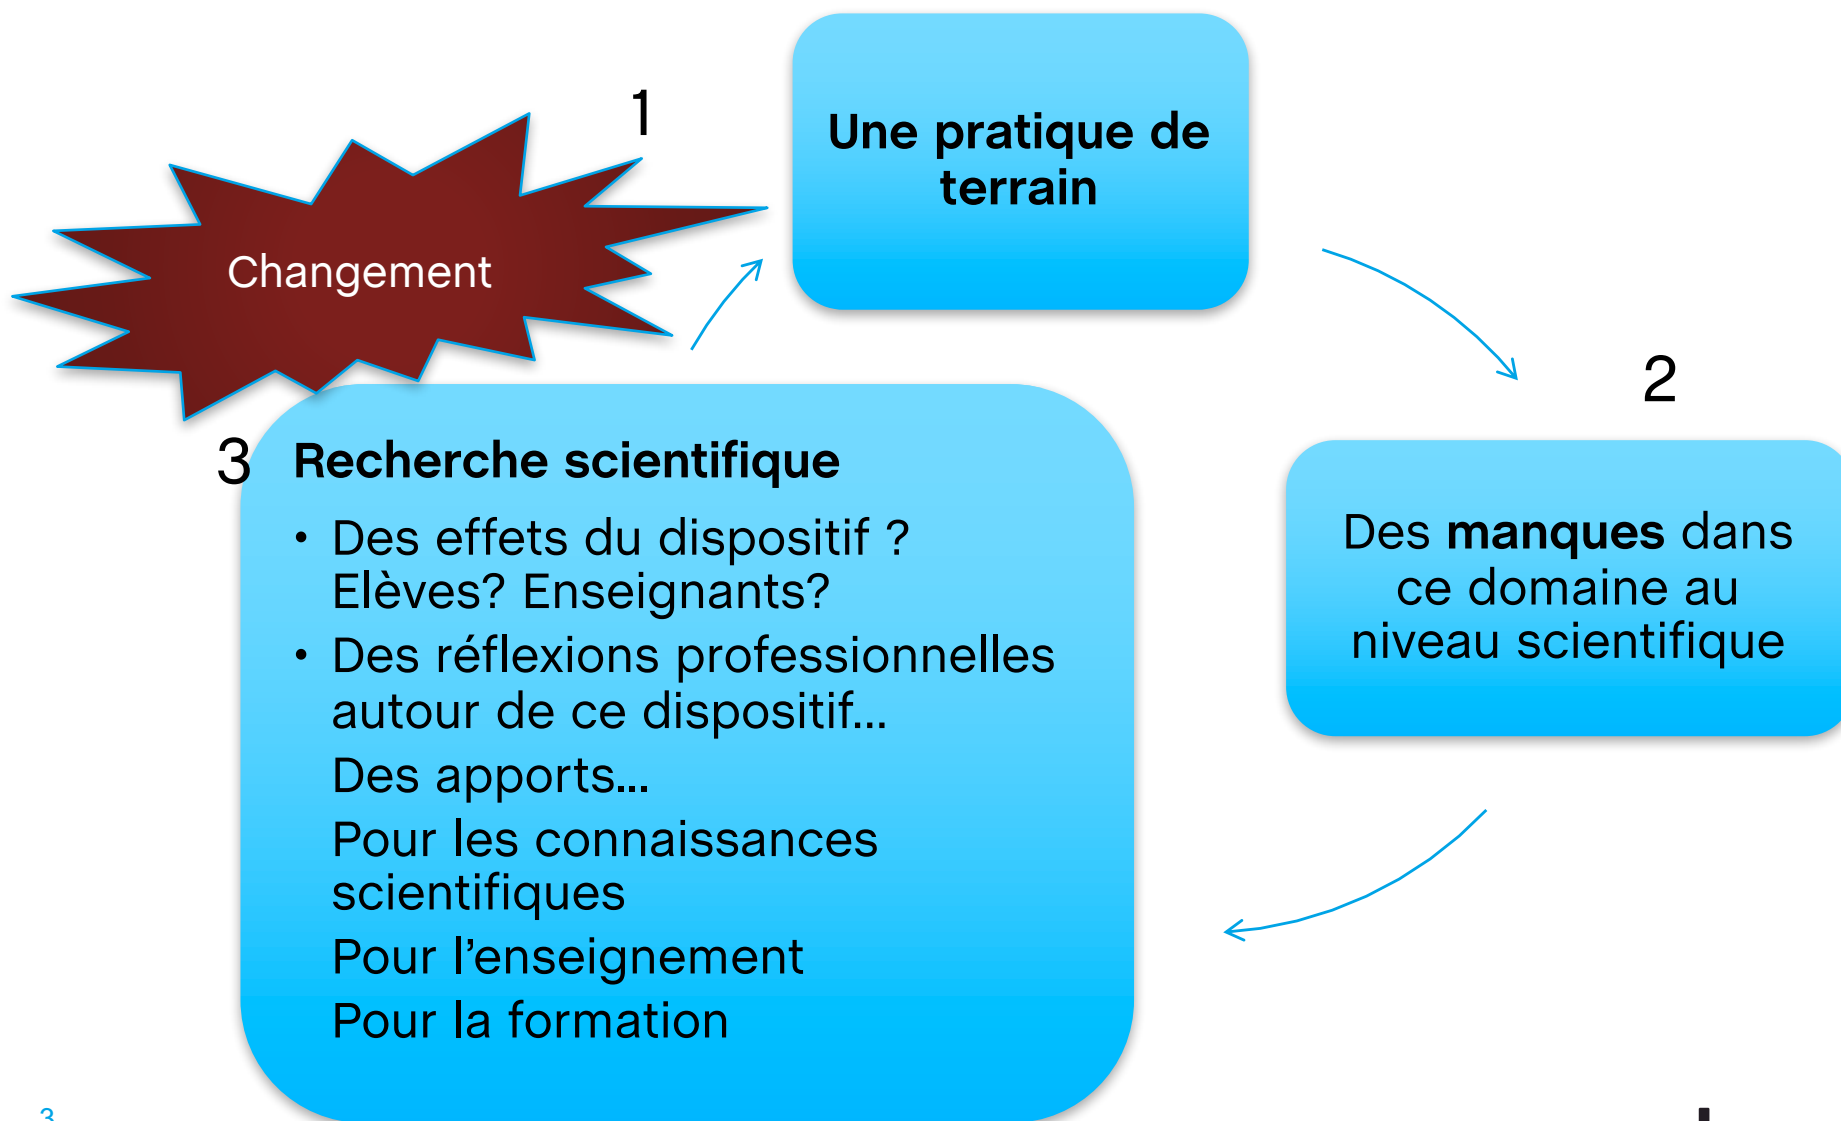 1
Une pratique de
terrain
Changement
2
Des manques dans
ce domaine au
niveau scientifique
3
Recherche scientifique
• Des effets du dispositif ?
Elèves? Enseignants?
• Des réflexions professionnelles
autour de ce dispositif...
Des apports...
Pour les connaissances
scientifiques
Pour l'enseignement
Pour la formation
3